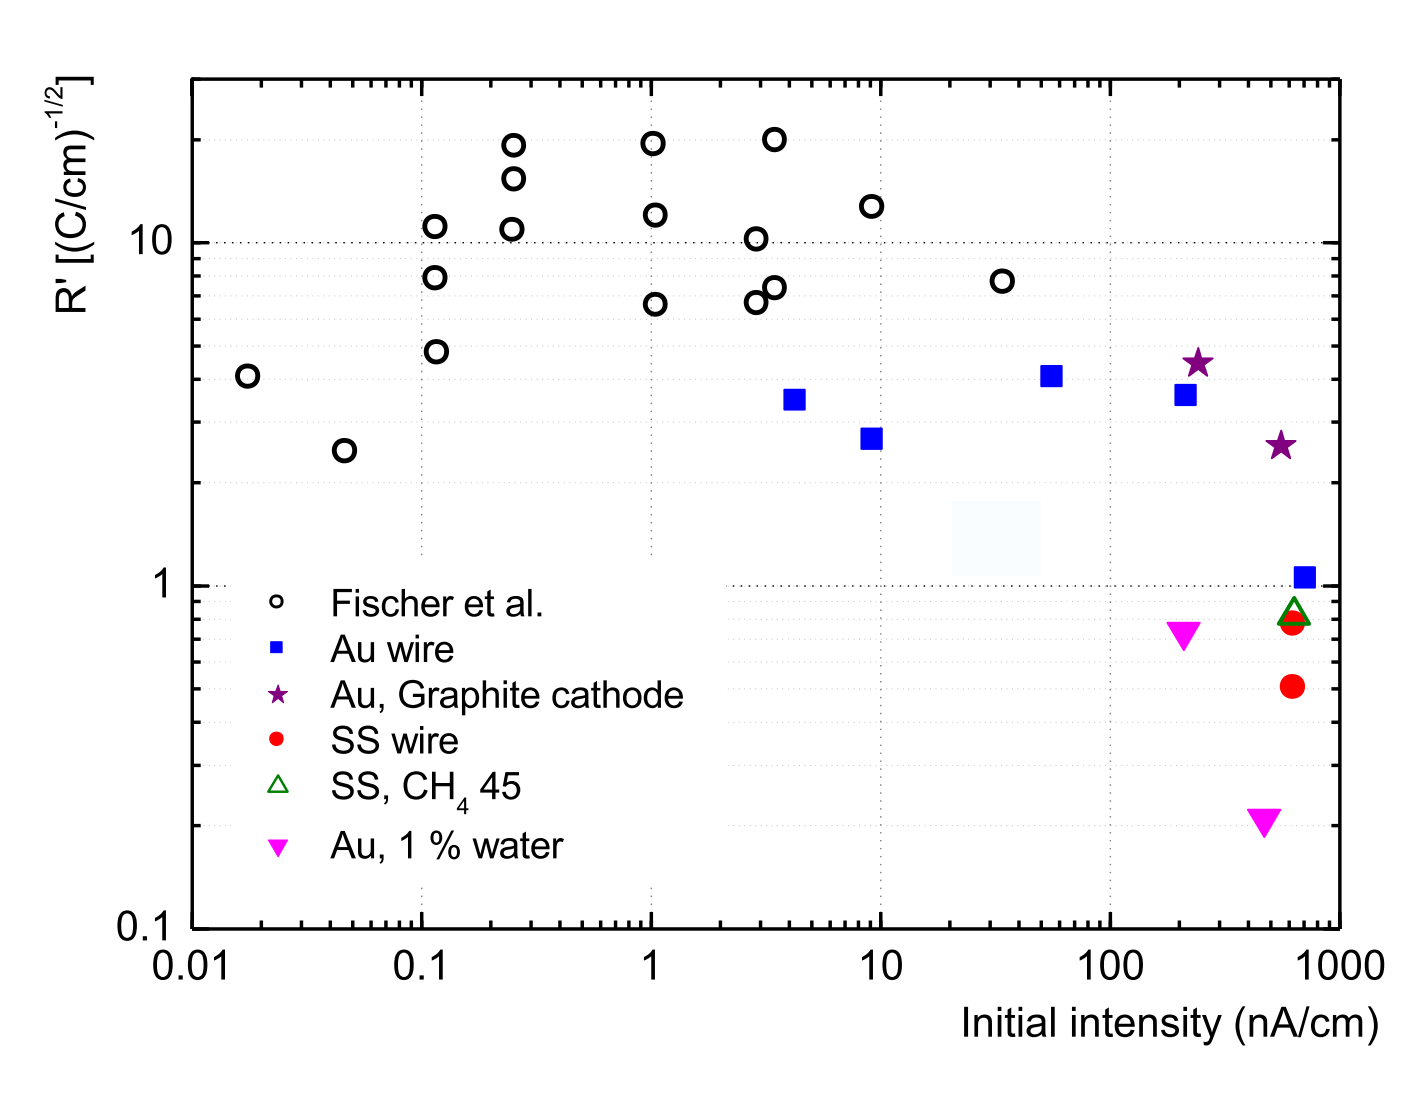 R' [(C/cm)^-1/2]
10
1
0.1
0.01 0.1 1 10 100 1000
Initial intensity (nA/cm)
Fischer et al.
Au wire
Au, Graphite cathode
SS wire
SS, CH4 45
Au, 1 % water